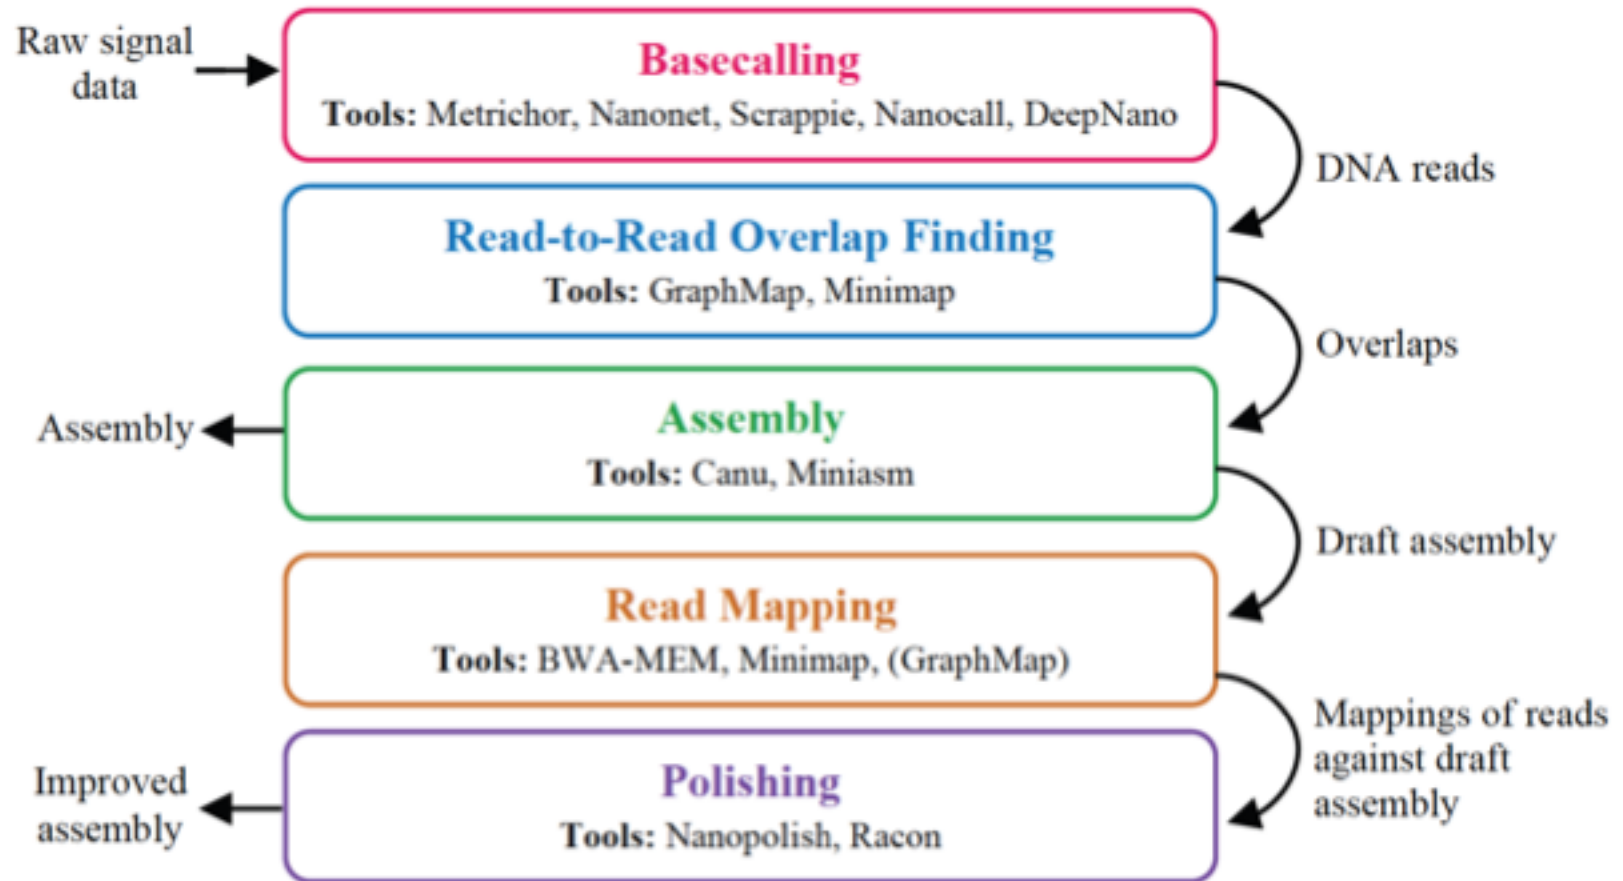 Raw signal
data
Basecalling
Tools: Metrichor, Nanonet, Scrappie, Nanocall, DeepNano
DNA reads
Read-to-Read Overlap Finding
Tools: GraphMap, Minimap
Overlaps
Assembly
Assembly
Tools: Canu, Miniasm
Draft assembly
Read Mapping
Tools: BWA-MEM, Minimap, (GraphMap)
Mappings of reads
against draft
assembly
Polishing
Tools: Nanopolish, Racon
Improved
assembly